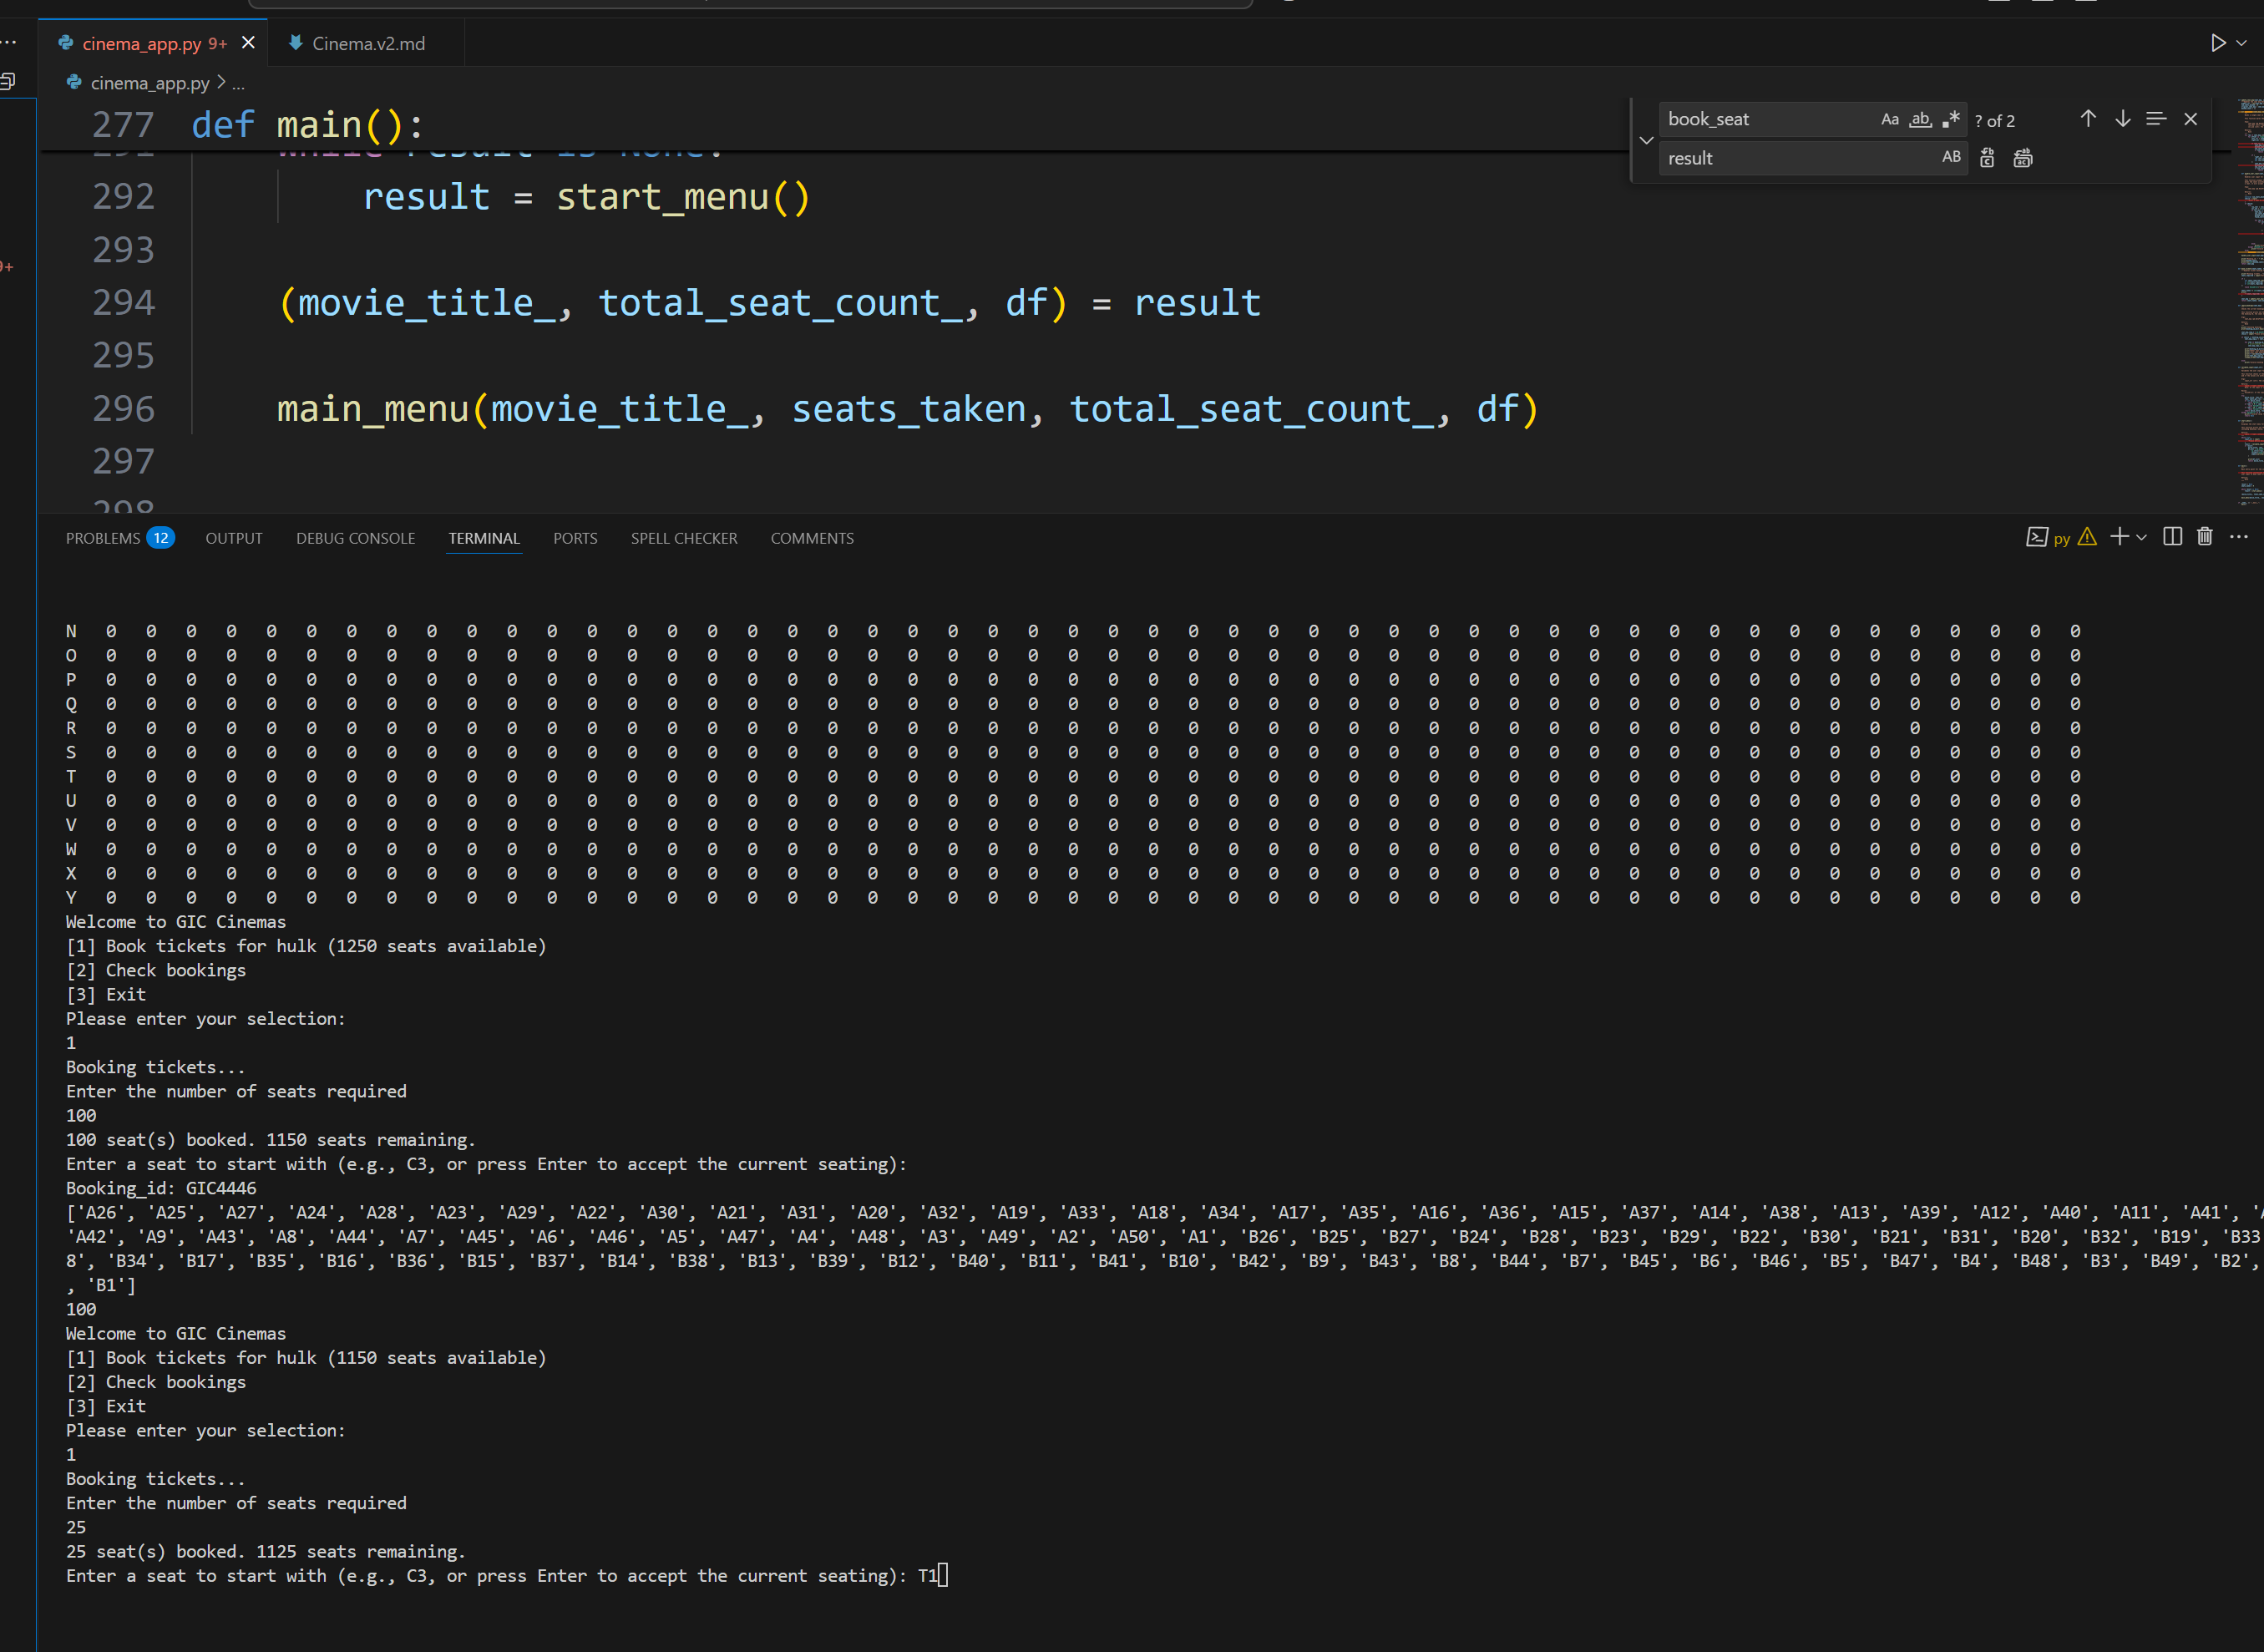 cinema_app.py 9+
Cinema.v2.md
cinema_app.py > ...
277 def main():
book_seat Aa ab .* ? of 2
result AB
292 result = start_menu()
293
294 (movie_title_, total_seat_count_, df) = result
295
296 main_menu(movie_title_, seats_taken, total_seat_count_, df)
297
298
PROBLEMS 12 OUTPUT DEBUG CONSOLE TERMINAL PORTS SPELL CHECKER COMMENTS
py
N 0 0 0 0 0 0 0 0 0 0 0 0 0 0 0 0 0 0 0 0 0 0 0 0 0 0 0 0 0 0 0 0 0 0 0 0 0 0 0 0 0 0 0 0 0 0 0 0 0 0
O 0 0 0 0 0 0 0 0 0 0 0 0 0 0 0 0 0 0 0 0 0 0 0 0 0 0 0 0 0 0 0 0 0 0 0 0 0 0 0 0 0 0 0 0 0 0 0 0 0 0
P 0 0 0 0 0 0 0 0 0 0 0 0 0 0 0 0 0 0 0 0 0 0 0 0 0 0 0 0 0 0 0 0 0 0 0 0 0 0 0 0 0 0 0 0 0 0 0 0 0 0
Q 0 0 0 0 0 0 0 0 0 0 0 0 0 0 0 0 0 0 0 0 0 0 0 0 0 0 0 0 0 0 0 0 0 0 0 0 0 0 0 0 0 0 0 0 0 0 0 0 0 0
R 0 0 0 0 0 0 0 0 0 0 0 0 0 0 0 0 0 0 0 0 0 0 0 0 0 0 0 0 0 0 0 0 0 0 0 0 0 0 0 0 0 0 0 0 0 0 0 0 0 0
S 0 0 0 0 0 0 0 0 0 0 0 0 0 0 0 0 0 0 0 0 0 0 0 0 0 0 0 0 0 0 0 0 0 0 0 0 0 0 0 0 0 0 0 0 0 0 0 0 0 0
T 0 0 0 0 0 0 0 0 0 0 0 0 0 0 0 0 0 0 0 0 0 0 0 0 0 0 0 0 0 0 0 0 0 0 0 0 0 0 0 0 0 0 0 0 0 0 0 0 0 0
U 0 0 0 0 0 0 0 0 0 0 0 0 0 0 0 0 0 0 0 0 0 0 0 0 0 0 0 0 0 0 0 0 0 0 0 0 0 0 0 0 0 0 0 0 0 0 0 0 0 0
V 0 0 0 0 0 0 0 0 0 0 0 0 0 0 0 0 0 0 0 0 0 0 0 0 0 0 0 0 0 0 0 0 0 0 0 0 0 0 0 0 0 0 0 0 0 0 0 0 0 0
W 0 0 0 0 0 0 0 0 0 0 0 0 0 0 0 0 0 0 0 0 0 0 0 0 0 0 0 0 0 0 0 0 0 0 0 0 0 0 0 0 0 0 0 0 0 0 0 0 0 0
X 0 0 0 0 0 0 0 0 0 0 0 0 0 0 0 0 0 0 0 0 0 0 0 0 0 0 0 0 0 0 0 0 0 0 0 0 0 0 0 0 0 0 0 0 0 0 0 0 0 0
Y 0 0 0 0 0 0 0 0 0 0 0 0 0 0 0 0 0 0 0 0 0 0 0 0 0 0 0 0 0 0 0 0 0 0 0 0 0 0 0 0 0 0 0 0 0 0 0 0 0 0
Welcome to GIC Cinemas
[1] Book tickets for hulk (1250 seats available)
[2] Check bookings
[3] Exit
Please enter your selection:
1
Booking tickets...
Enter the number of seats required
100
100 seat(s) booked. 1150 seats remaining.
Enter a seat to start with (e.g., C3, or press Enter to accept the current seating):
Booking_id: GIC4446
['A26', 'A25', 'A27', 'A24', 'A28', 'A23', 'A29', 'A22', 'A30', 'A21', 'A31', 'A20', 'A32', 'A19', 'A33', 'A18', 'A34', 'A17', 'A35', 'A16', 'A36', 'A15', 'A37', 'A14', 'A38', 'A13', 'A39', 'A12', 'A40', 'A11', 'A41',
'A42', 'A9', 'A43', 'A8', 'A44', 'A7', 'A45', 'A6', 'A46', 'A5', 'A47', 'A4', 'A48', 'A3', 'A49', 'A2', 'A50', 'A1', 'B26', 'B25', 'B27', 'B24', 'B28', 'B23', 'B29', 'B22', 'B30', 'B21', 'B31', 'B20', 'B32', 'B19', 'B33
8', 'B34', 'B17', 'B35', 'B16', 'B36', 'B15', 'B37', 'B14', 'B38', 'B13', 'B39', 'B12', 'B40', 'B11', 'B41', 'B10', 'B42', 'B9', 'B43', 'B8', 'B44', 'B7', 'B45', 'B6', 'B46', 'B5', 'B47', 'B4', 'B48', 'B3', 'B49', 'B2',
, 'B1']
100
Welcome to GIC Cinemas
[1] Book tickets for hulk (1150 seats available)
[2] Check bookings
[3] Exit
Please enter your selection:
1
Booking tickets...
Enter the number of seats required
25
25 seat(s) booked. 1125 seats remaining.
Enter a seat to start with (e.g., C3, or press Enter to accept the current seating): T1